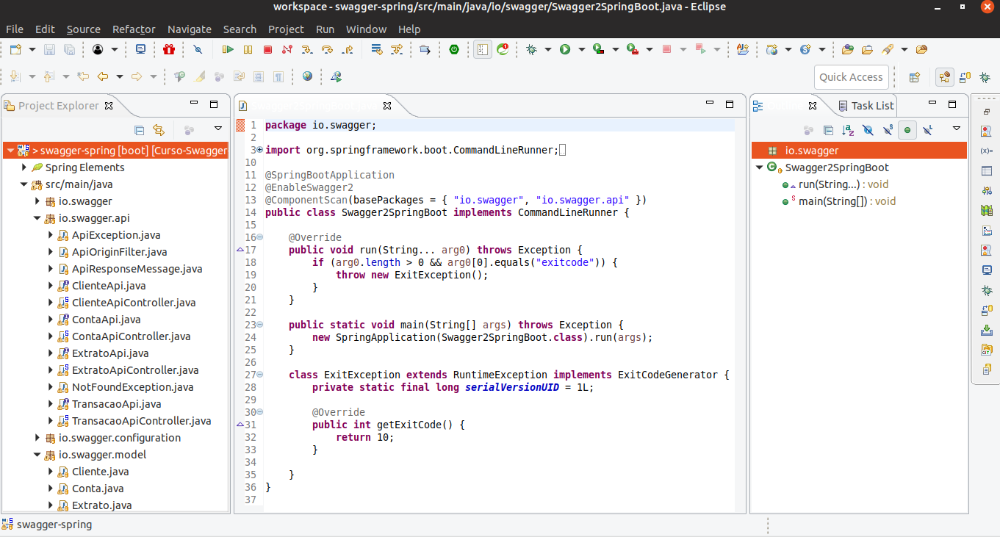 workspace - swagger-spring/src/main/java/io/swagger/Swagger2SpringBoot.java - Eclipse
File Edit Source Refactor Navigate Search Project Run Window Help
Quick Access
Project Explorer
Task List
> swagger-spring [boot] [Curso-Swagger
Spring Elements
src/main/java
io.swagger
io.swagger.api
ApiException.java
ApiOriginFilter.java
ApiResponseMessage.java
ClienteApi.java
ClienteApiController.java
ContaApi.java
ContaApiController.java
ExtratoApi.java
ExtratoApiController.java
NotFoundException.java
TransacaoApi.java
TransacaoApiController.java
io.swagger.configuration
io.swagger.model
Cliente.java
Conta.java
Extrato.java
1 package io.swagger;
2
3 import org.springframework.boot.CommandLineRunner;
10
11 @SpringBootApplication
12 @EnableSwagger2
13 @ComponentScan(basePackages = { "io.swagger", "io.swagger.api" })
14 public class Swagger2SpringBoot implements CommandLineRunner {
15
16 @Override
17 public void run(String... arg0) throws Exception {
18 if (arg0.length > 0 && arg0[0].equals("exitcode")) {
19 throw new ExitException();
20 }
21 }
22
23 public static void main(String[] args) throws Exception {
24 new SpringApplication(Swagger2SpringBoot.class).run(args);
25 }
26
27 class ExitException extends RuntimeException implements ExitCodeGenerator {
28 private static final long serialVersionUID = 1L;
29
30 @Override
31 public int getExitCode() {
32 return 10;
33 }
34
35 }
36 }
37
io.swagger
Swagger2SpringBoot
run(String...) : void
main(String[]) : void
swagger-spring